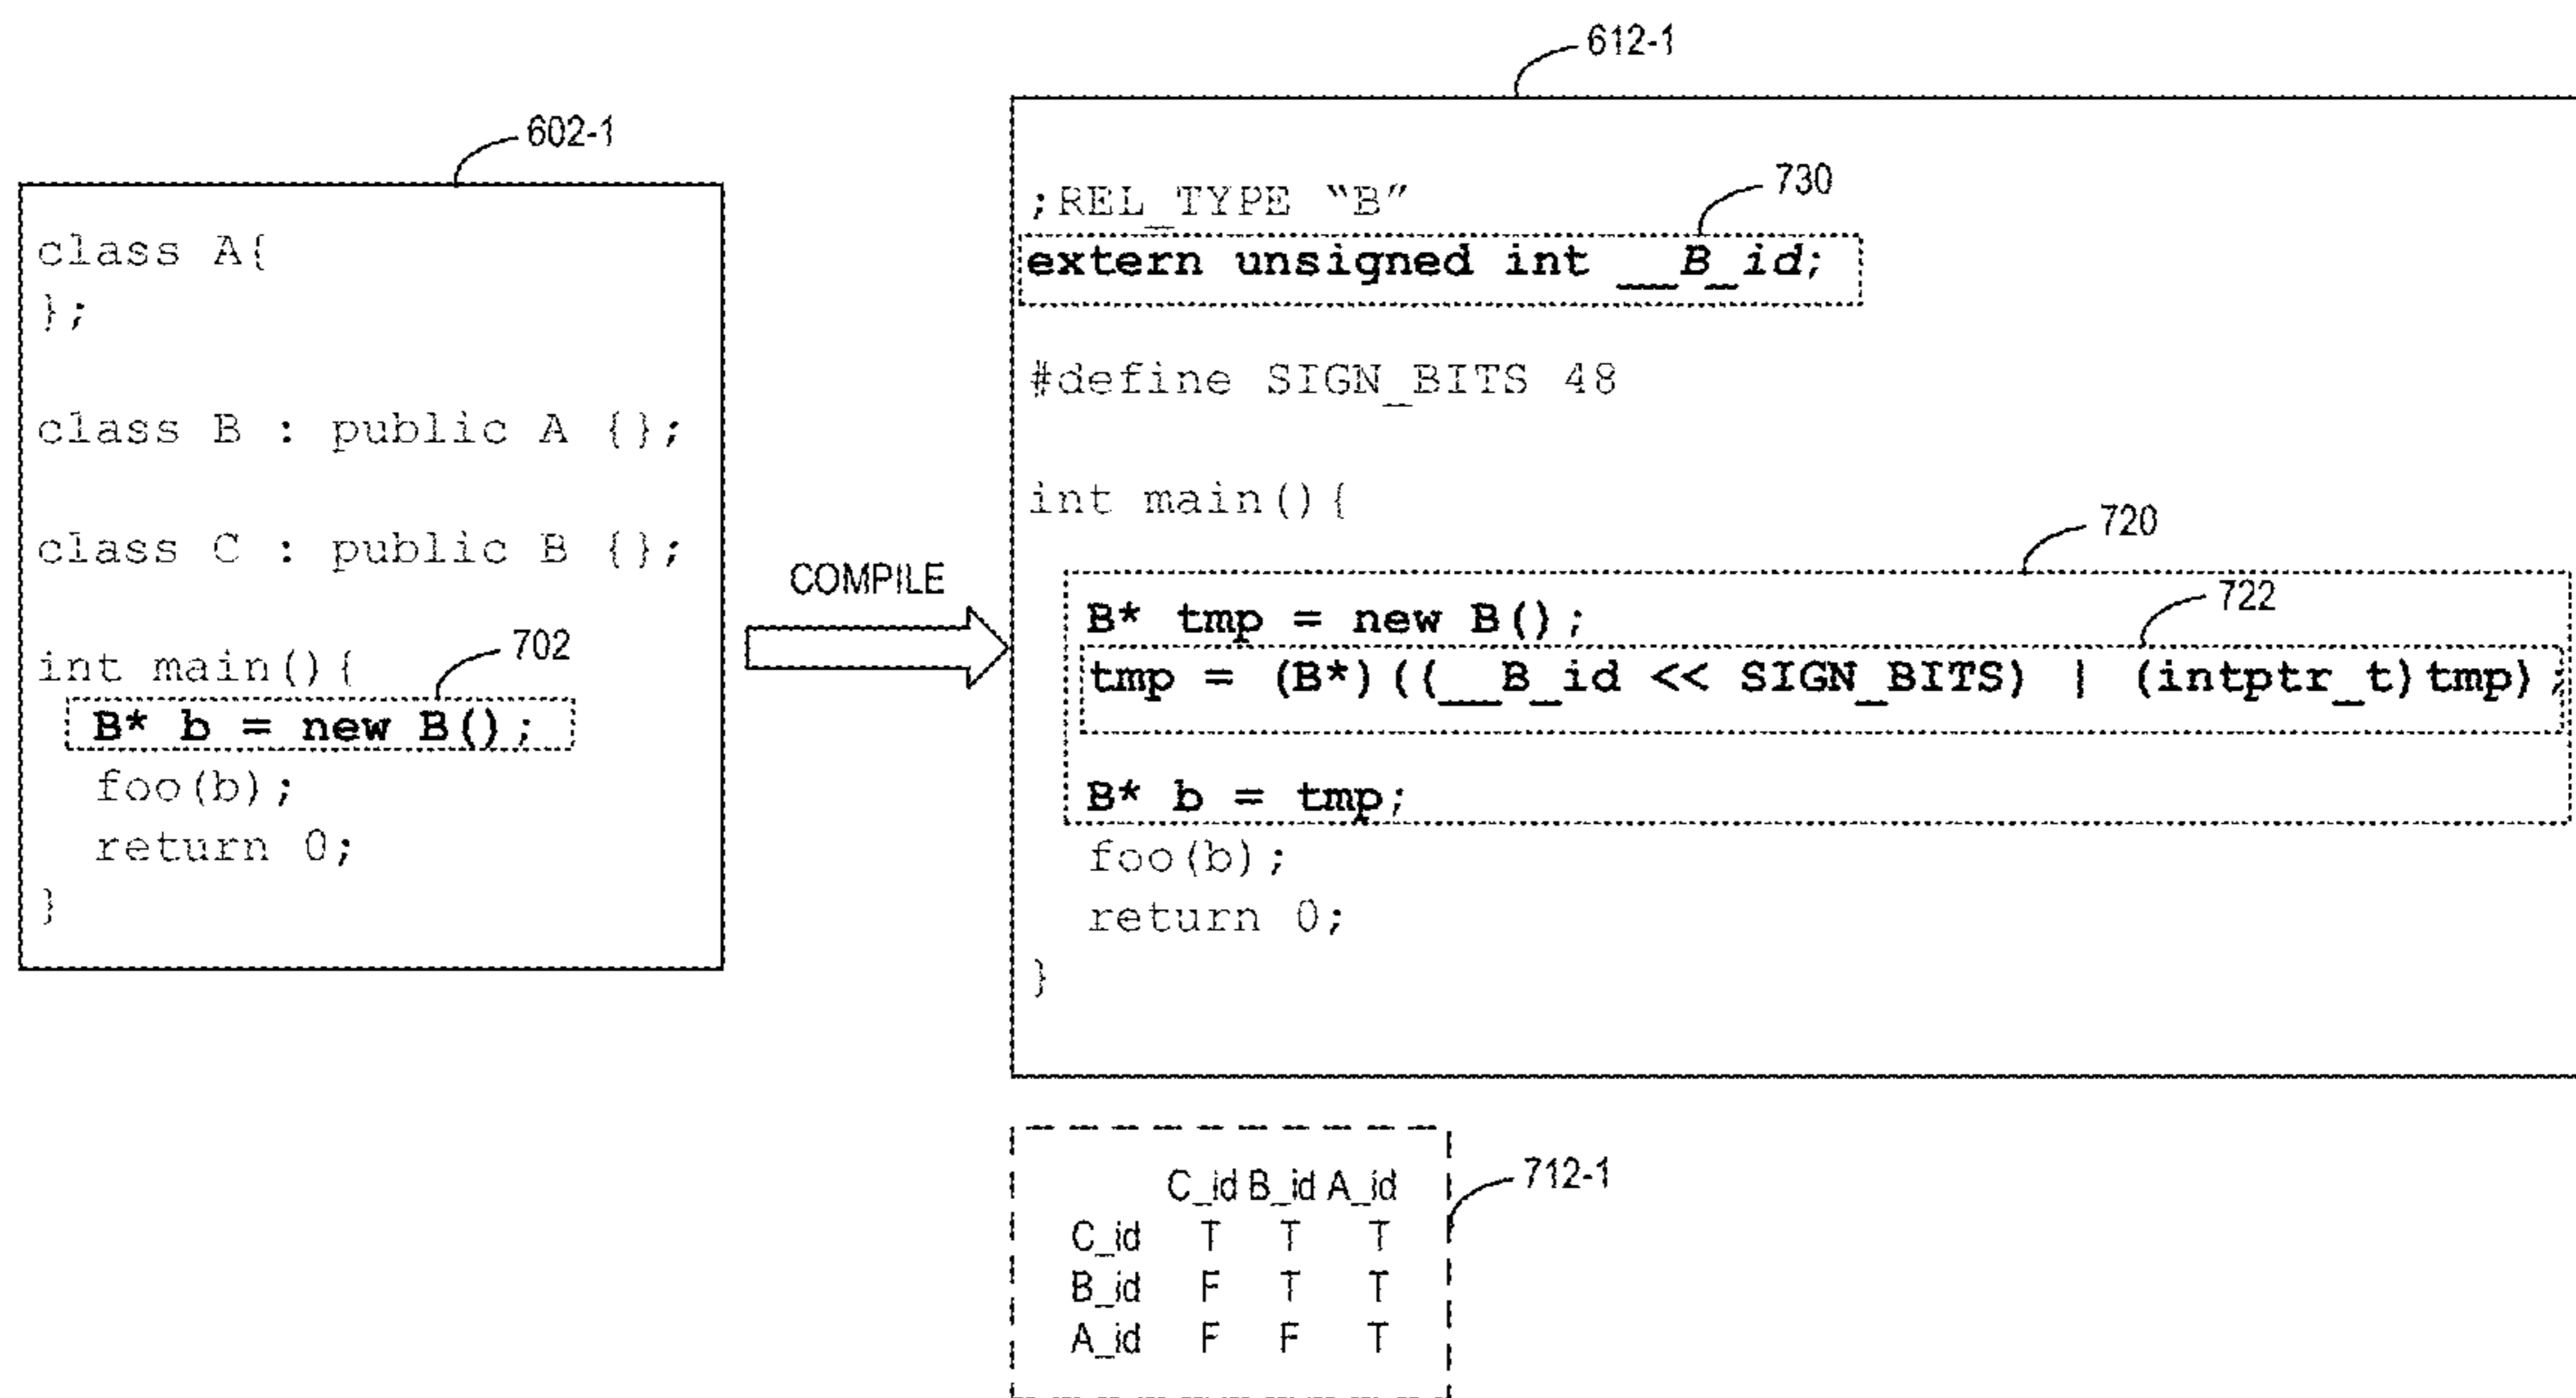 602-1
class A{
};
class B : public A {};
class C : public B {};
int main(){
702
B* b = new B();
foo(b);
return 0;
}
COMPILE
612-1
;REL_TYPE "B"
730
extern unsigned int __B_id;
#define SIGN_BITS 48
int main(){
720
B* tmp = new B();
722
tmp = (B*)((__B_id << SIGN_BITS) | (intptr_t)tmp);
B* b = tmp;
foo(b);
return 0;
}
712-1
C_id B_id A_id
C_id T T T
B_id F T T
A_id F F T